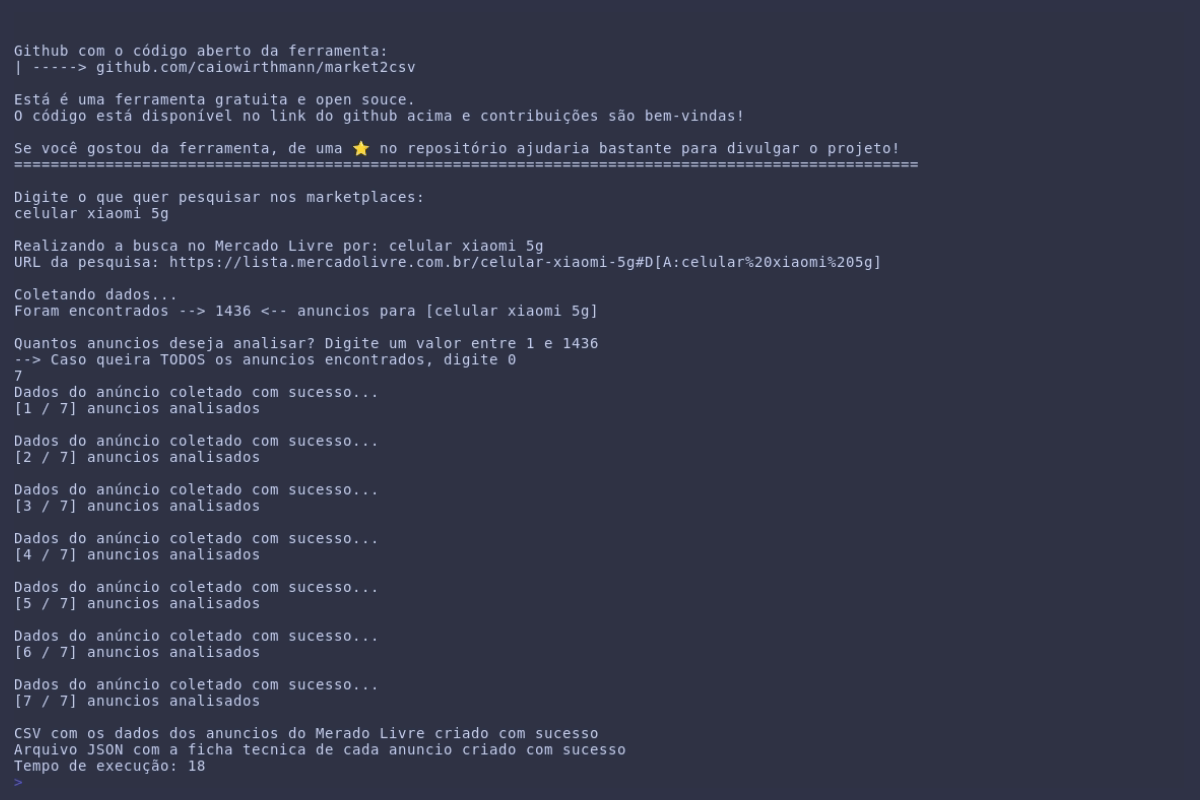 Github com o código aberto da ferramenta:
| -----> github.com/caiowirthmann/market2csv
Está é uma ferramenta gratuita e open souce.
O código está disponível no link do github acima e contribuições são bem-vindas!
Se você gostou da ferramenta, de uma ⭐ no repositório ajudaria bastante para divulgar o projeto!
===================================================================================================
Digite o que quer pesquisar nos marketplaces:
celular xiaomi 5g
Realizando a busca no Mercado Livre por: celular xiaomi 5g
URL da pesquisa: https://lista.mercadolivre.com.br/celular-xiaomi-5g#D[A:celular%20xiaomi%205g]
Coletando dados...
Foram encontrados --> 1436 <-- anuncios para [celular xiaomi 5g]
Quantos anuncios deseja analisar? Digite um valor entre 1 e 1436
--> Caso queira TODOS os anuncios encontrados, digite 0
7
Dados do anúncio coletado com sucesso...
[1 / 7] anuncios analisados
Dados do anúncio coletado com sucesso...
[2 / 7] anuncios analisados
Dados do anúncio coletado com sucesso...
[3 / 7] anuncios analisados
Dados do anúncio coletado com sucesso...
[4 / 7] anuncios analisados
Dados do anúncio coletado com sucesso...
[5 / 7] anuncios analisados
Dados do anúncio coletado com sucesso...
[6 / 7] anuncios analisados
Dados do anúncio coletado com sucesso...
[7 / 7] anuncios analisados
CSV com os dados dos anuncios do Merado Livre criado com sucesso
Arquivo JSON com a ficha tecnica de cada anuncio criado com sucesso
Tempo de execução: 18
>